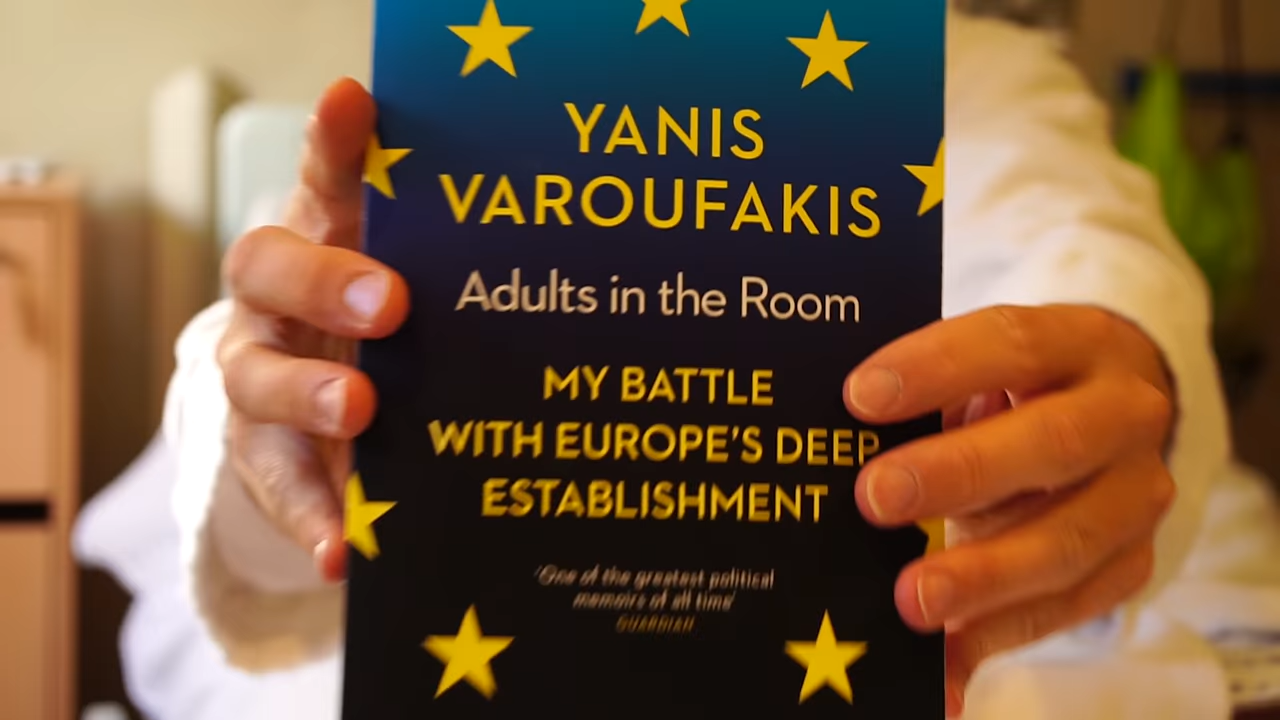 YANIS
VAROUFAKIS
Adults in the Room
MY BATTLE
WITH EUROPE'S DEEP
ESTABLISHMENT
'One of the greatest political
memoirs of all time'
GUARDIAN